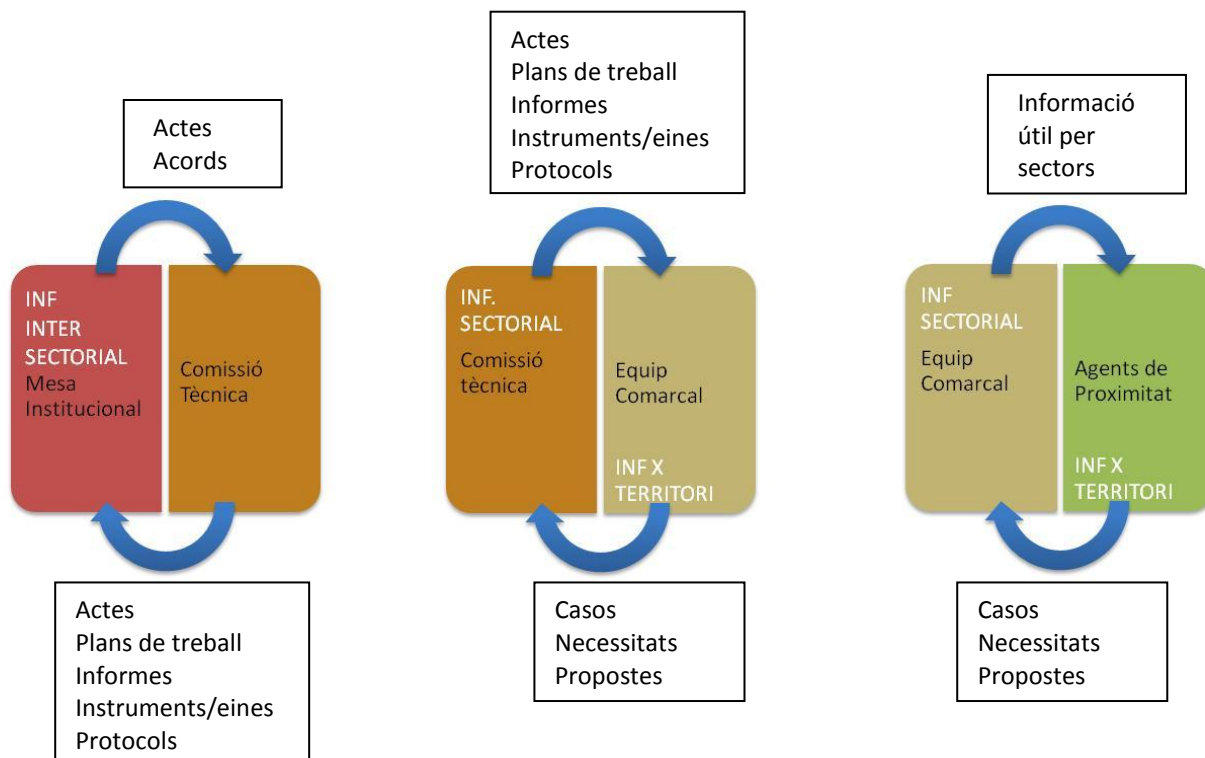 Actes
Acords
INF
INTER
SECTORIAL
Mesa
Institucional
Comissió
Tècnica
Actes
Plans de treball
Informes
Instruments/eines
Protocols
Actes
Plans de treball
Informes
Instruments/eines
Protocols
INF.
SECTORIAL
Comissió
tècnica
Equip
Comarcal
INF X
TERRITORI
Casos
Necessitats
Propostes
Informació
útil per
sectors
INF
SECTORIAL
Equip
Comarcal
Agents de
Proximitat
INF X
TERRITORI
Casos
Necessitats
Propostes